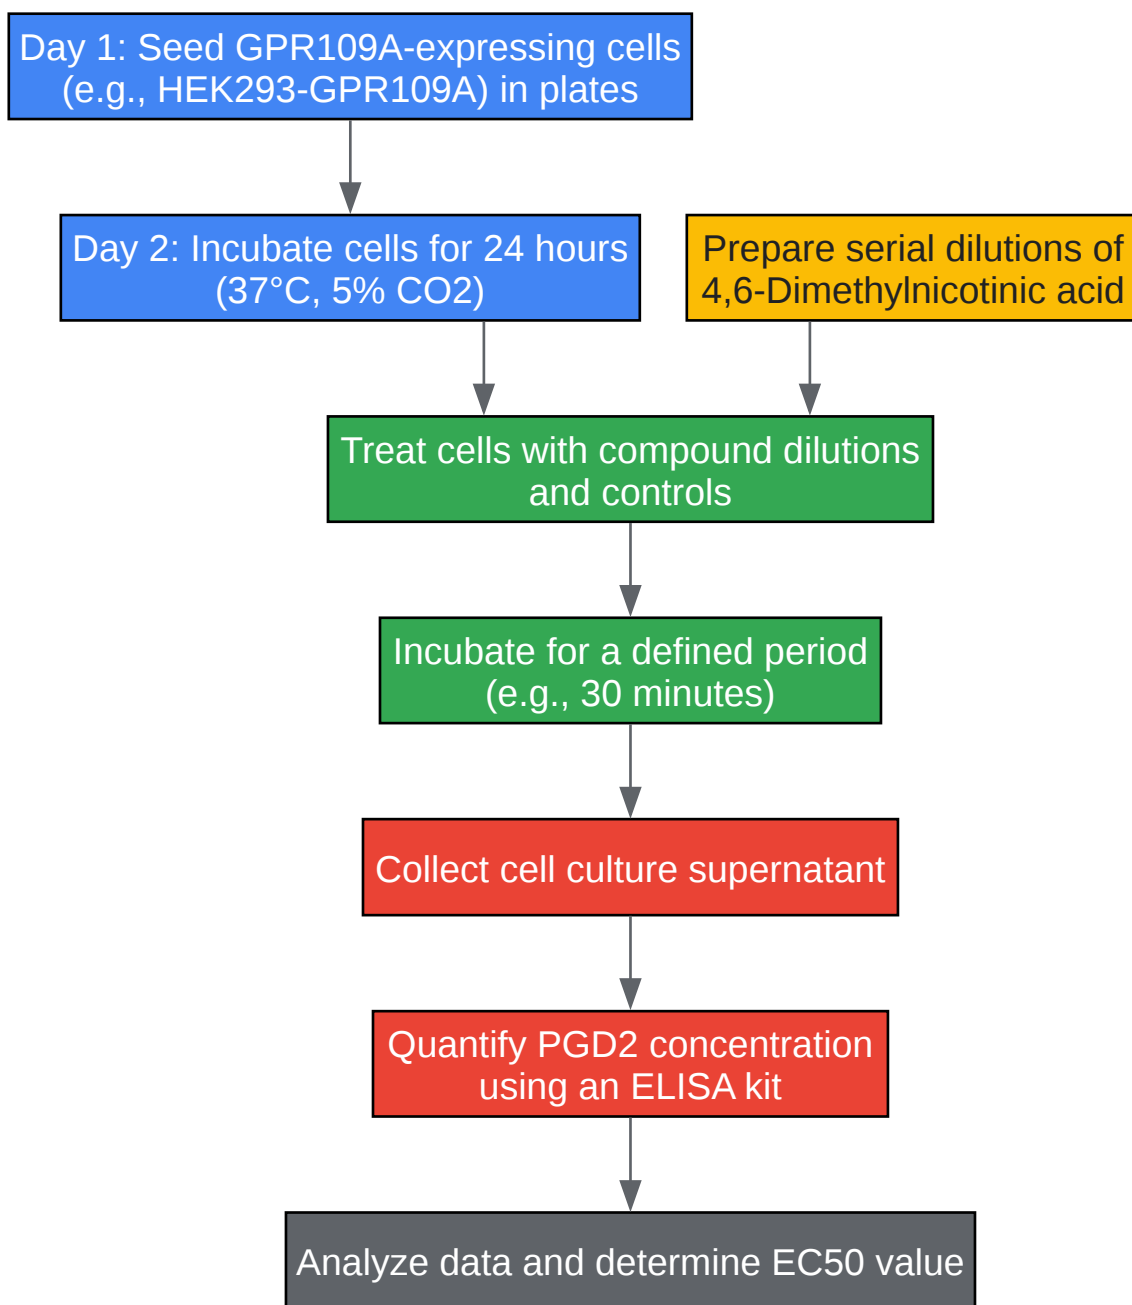 Day 1: Seed GPR109A-expressing cells
(e.g., HEK293-GPR109A) in plates
Day 2: Incubate cells for 24 hours
(37°C, 5% CO2)
Prepare serial dilutions of
4,6-Dimethylnicotinic acid
Treat cells with compound dilutions
and controls
Incubate for a defined period
(e.g., 30 minutes)
Collect cell culture supernatant
Quantify PGD2 concentration
using an ELISA kit
Analyze data and determine EC50 value